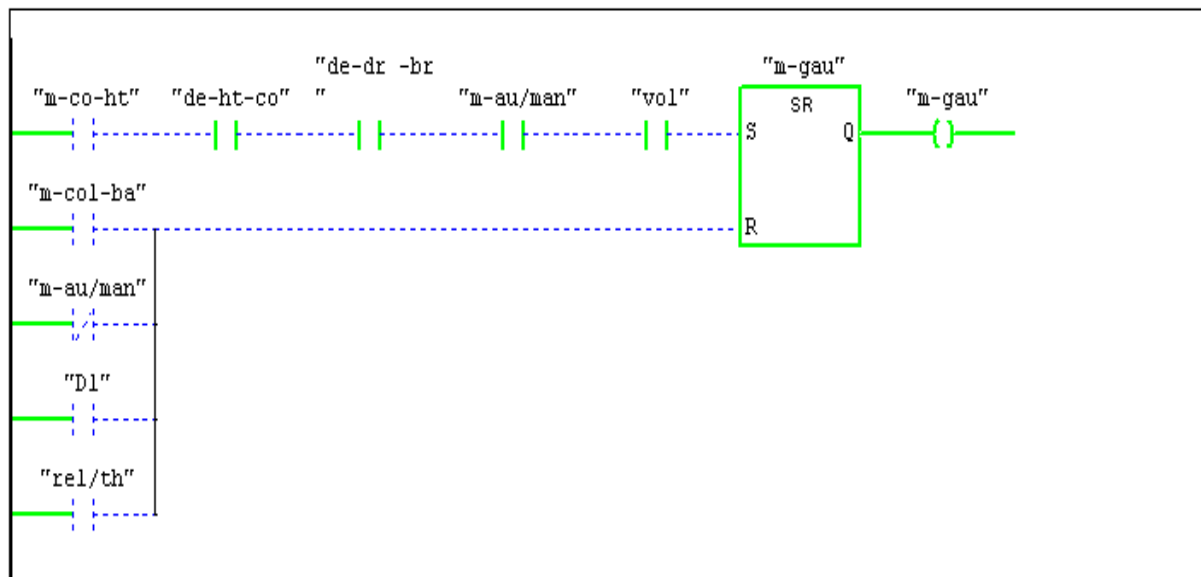 "de-dr -br
"m-gau"
"m-co-ht" "de-ht-co" " "m-au/man" "vol" SR "m-gau"
S Q
"m-col-ba"
R
"m-au/man"
"D1"
"rel/th"